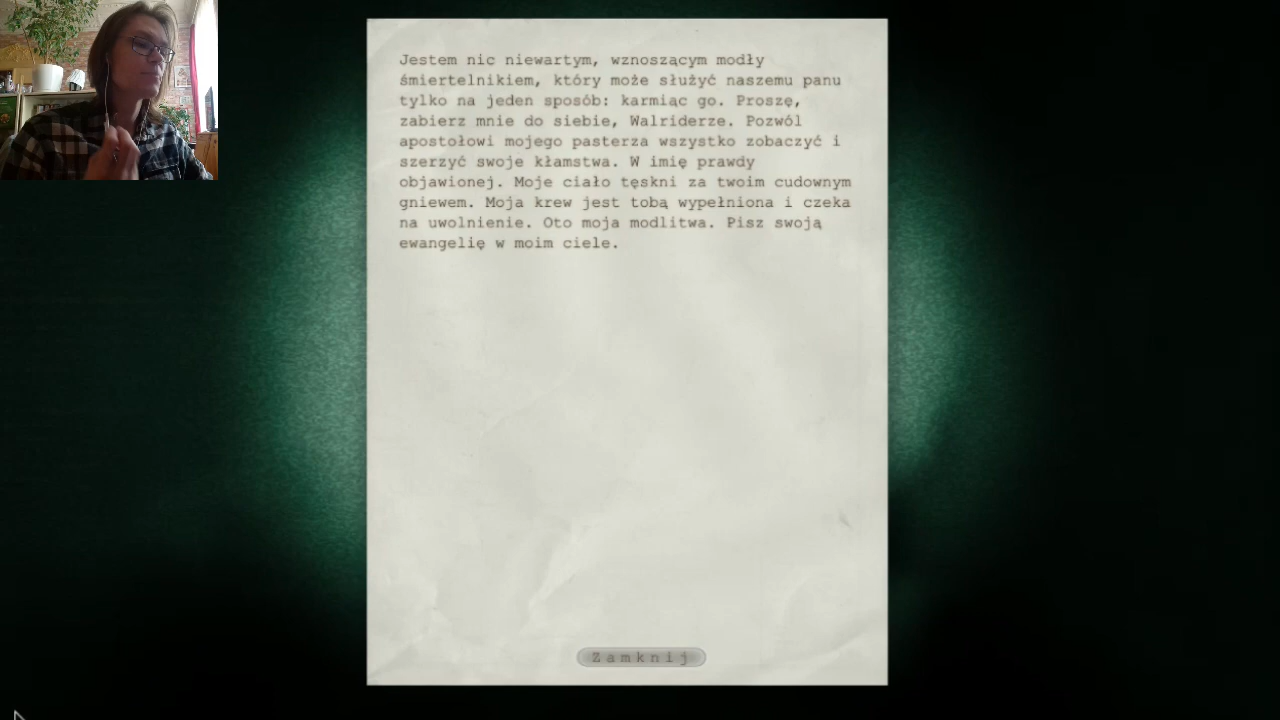 Jestem nic niewartym, wznoszącym modły
śmiertelnikiem, który może służyć naszemu panu
tylko na jeden sposób: karmiąc go. Proszę,
zabierz mnie do siebie, Walriderze. Pozwól
apostołowi mojego pasterza wszystko zobaczyć i
szerzyć swoje kłamstwa. W imię prawdy
objawionej. Moje ciało tęskni za twoim cudownym
gniewem. Moja krew jest tobą wypełniona i czeka
na uwolnienie. Oto moja modlitwa. Pisz swoją
ewangelię w moim ciele.
Zamknij